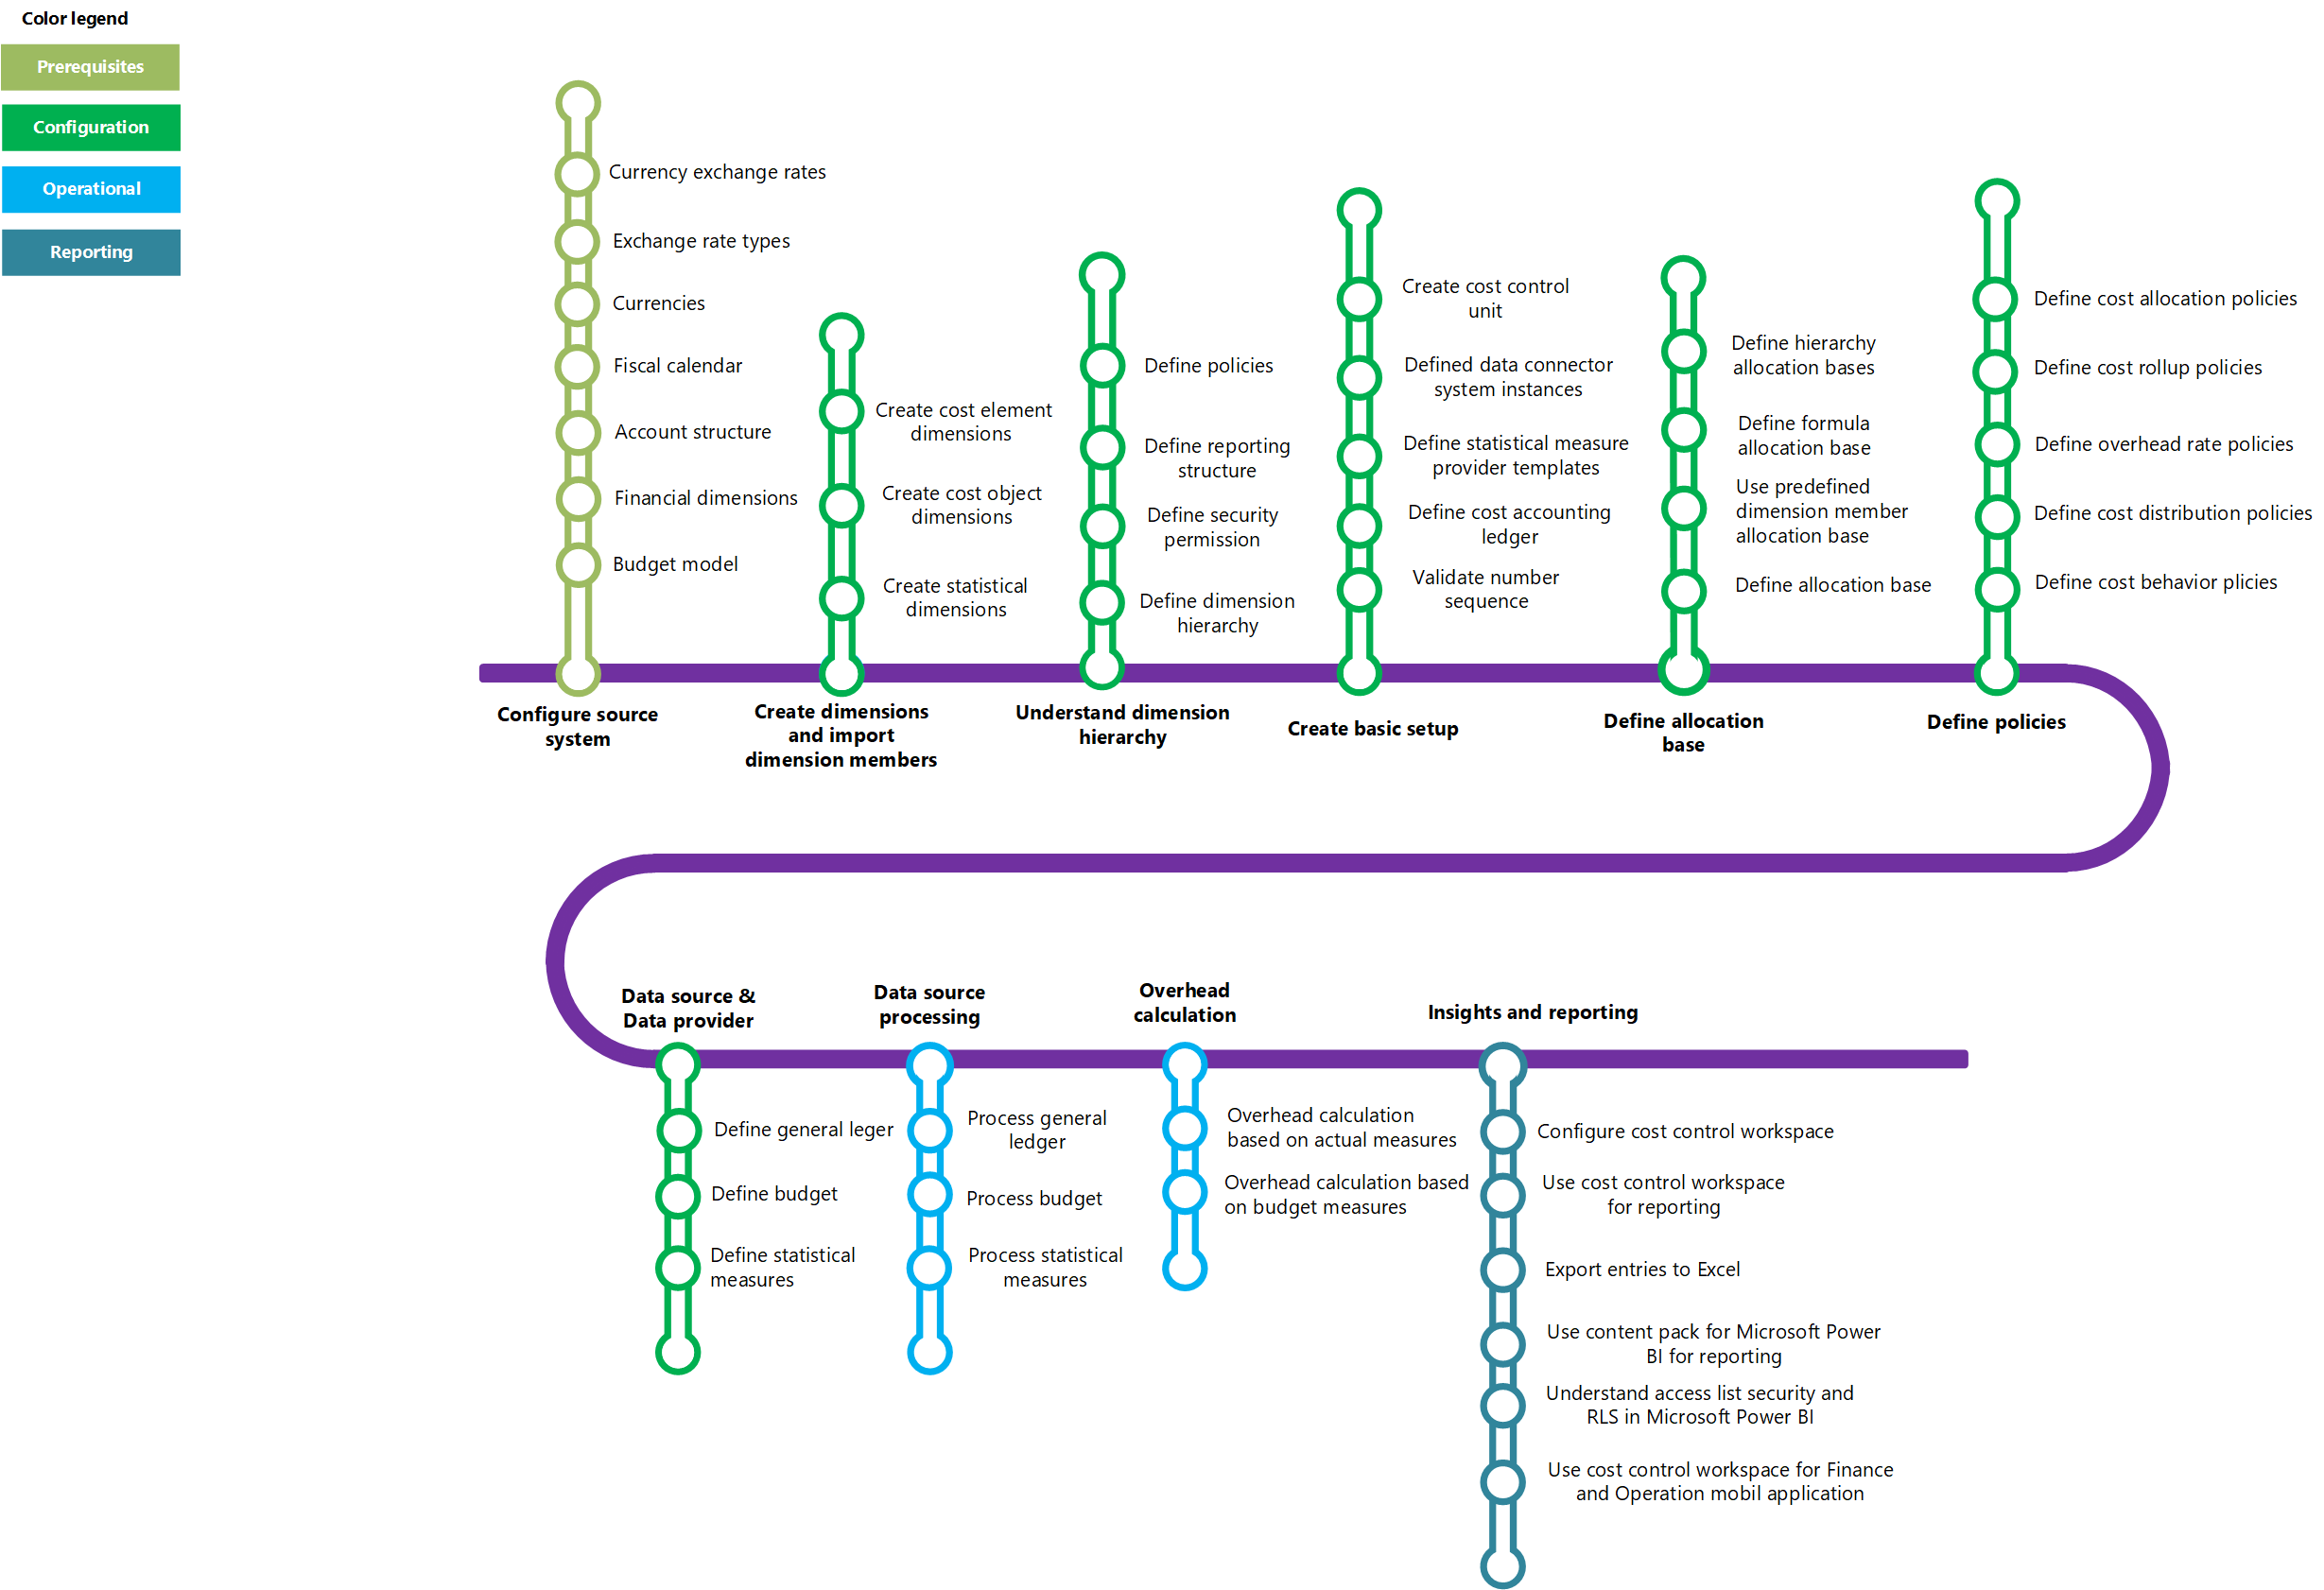 Color legend
Prerequisites
Configuration
Operational
Reporting
Currency exchange rates
Exchange rate types
Currencies
Fiscal calendar
Account structure
Financial dimensions
Budget model
Configure source
system
Create cost element
dimensions
Create cost object
dimensions
Create statistical
dimensions
Create dimensions
and import
dimension members
Define policies
Define reporting
structure
Define security
permission
Define dimension
hierarchy
Understand dimension
hierarchy
Create cost control
unit
Defined data connector
system instances
Define statistical measure
provider templates
Define cost accounting
ledger
Validate number
sequence
Create basic setup
Define hierarchy
allocation bases
Define formula
allocation base
Use predefined
dimension member
allocation base
Define allocation base
Define allocation
base
Define cost allocation policies
Define cost rollup policies
Define overhead rate policies
Define cost distribution policies
Define cost behavior plicies
Define policies
Data source &
Data provider
Define general leger
Define budget
Define statistical
measures
Data source
processing
Process general
ledger
Process budget
Process statistical
measures
Overhead
calculation
Overhead calculation
based on actual measures
Overhead calculation based
on budget measures
Insights and reporting
Configure cost control workspace
Use cost control workspace
for reporting
Export entries to Excel
Use content pack for Microsoft Power
BI for reporting
Understand access list security and
RLS in Microsoft Power BI
Use cost control workspace for Finance
and Operation mobil application